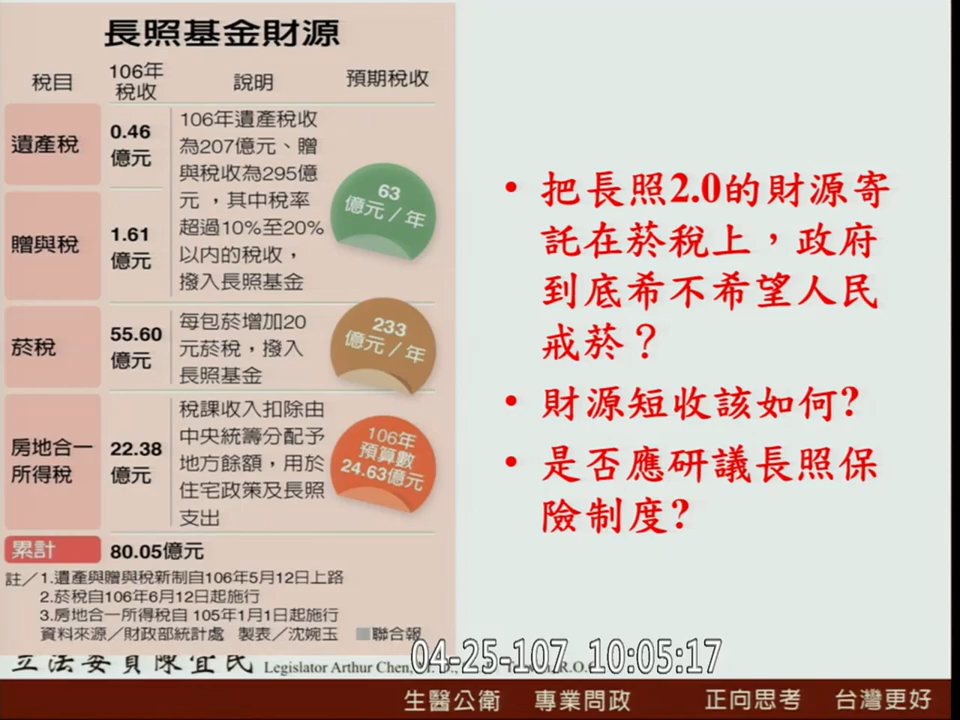 長照基金財源
稅目
106年
稅收
說明
預期稅收
遺產稅
0.46
億元
106年遺產稅收
為207億元、贈
與稅收為295億
元，其中稅率
超過10%至20%
以內的稅收，
撥入長照基金
63
億元/年
贈與稅
1.61
億元
菸稅
55.60
億元
每包菸增加20
元菸稅，撥入
長照基金
233
億元/年
房地合一
所得稅
22.38
億元
稅課收入扣除由
中央統籌分配予
地方餘額，用於
住宅政策及長照
支出
106年
預算數
24.63億元
累計
80.05億元
註／1.遺產與贈與稅新制自106年5月12日上路
2.菸稅自106年6月12日起施行
3.房地合一所得稅自 105年1月1日起施行
資料來源／財政部統計處 製表／沈婉玉 聯合報
• 把長照2.0的財源寄
託在菸稅上，政府
到底希不希望人民
戒菸？
• 財源短收該如何?
• 是否應研議長照保
險制度?
立法委員陳宜民 Legislator Arthur Chen,
04-25-107 10:05:17
生醫公衛 專業問政 正向思考 台灣更好